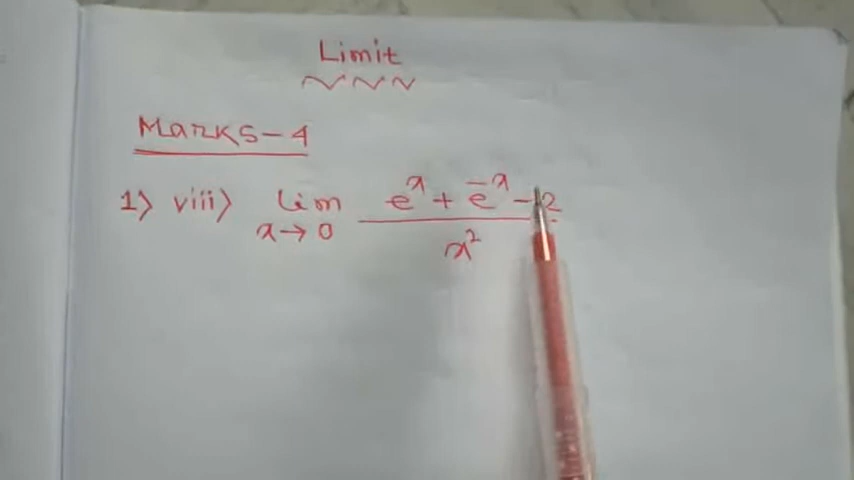 Limit
Marks-4
1) viii) lim x→0 (e^x + e^-x - 2) / x^2